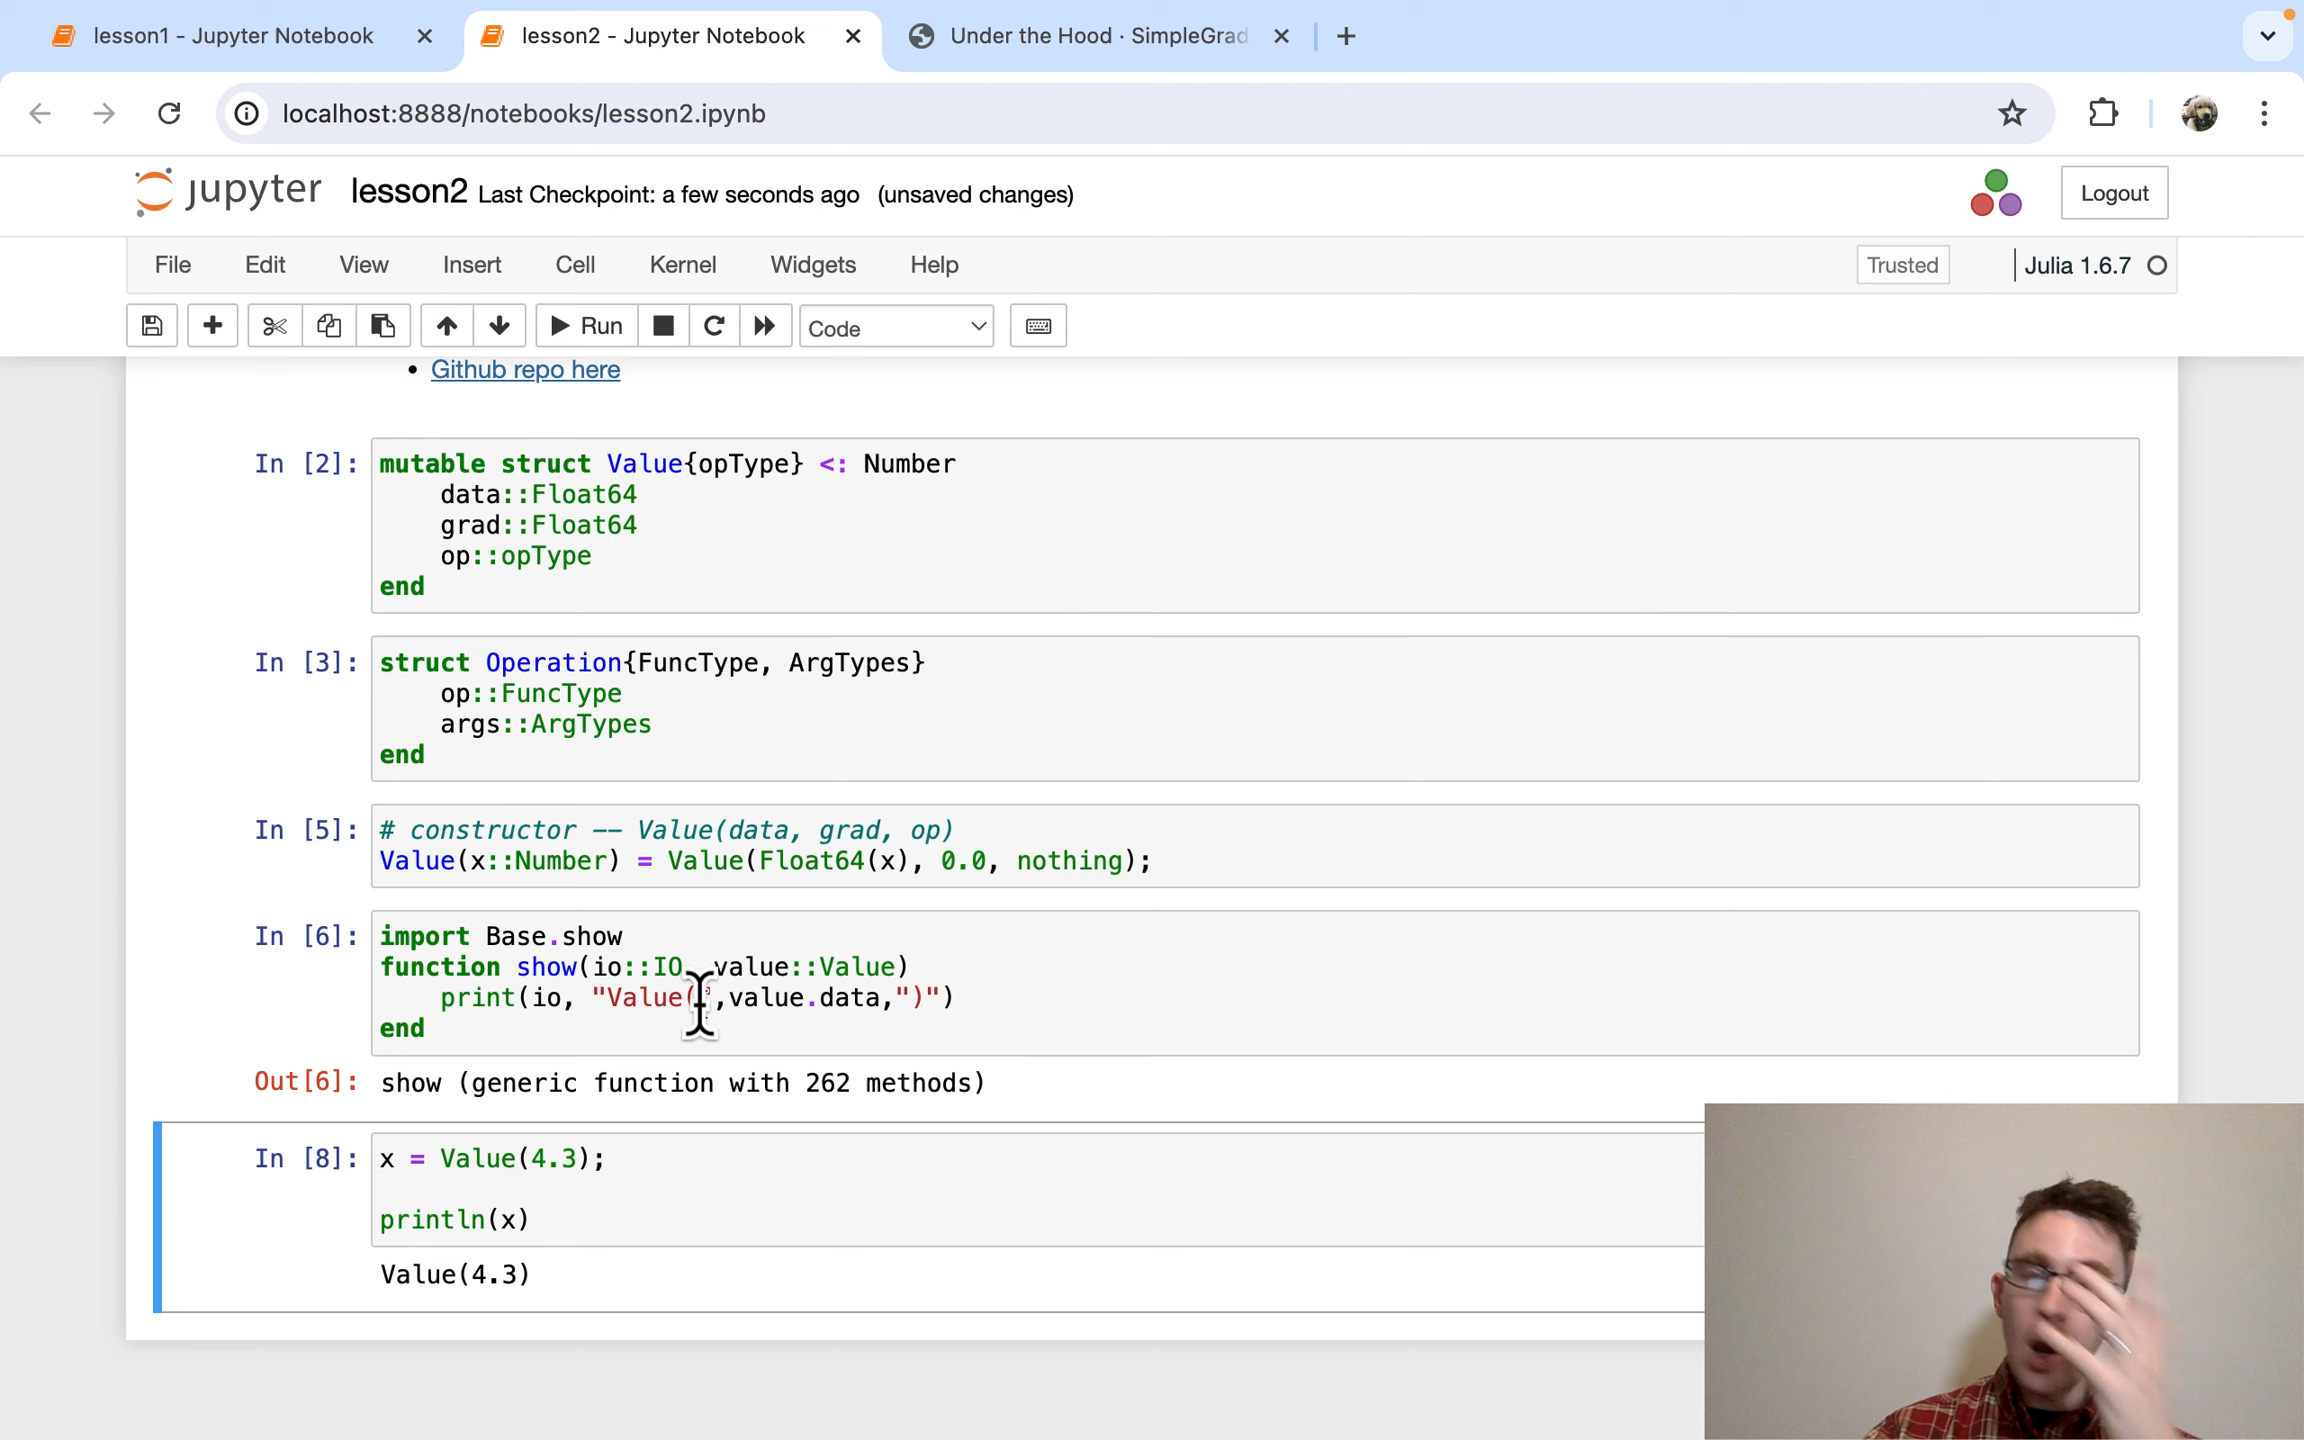 lesson1 - Jupyter Notebook
lesson2 - Jupyter Notebook
Under the Hood · SimpleGrad
localhost:8888/notebooks/lesson2.ipynb
jupyter lesson2 Last Checkpoint: a few seconds ago (unsaved changes)
Logout
File Edit View Insert Cell Kernel Widgets Help
Trusted
Julia 1.6.7
Run
Code
Github repo here
In [2]: mutable struct Value{opType} <: Number
data::Float64
grad::Float64
op::opType
end
In [3]: struct Operation{FuncType, ArgTypes}
op::FuncType
args::ArgTypes
end
In [5]: # constructor -- Value(data, grad, op)
Value(x::Number) = Value(Float64(x), 0.0, nothing);
In [6]: import Base.show
function show(io::IO, value::Value)
print(io, "Value(",value.data,")")
end
Out[6]: show (generic function with 262 methods)
In [8]: x = Value(4.3);
println(x)
Value(4.3)